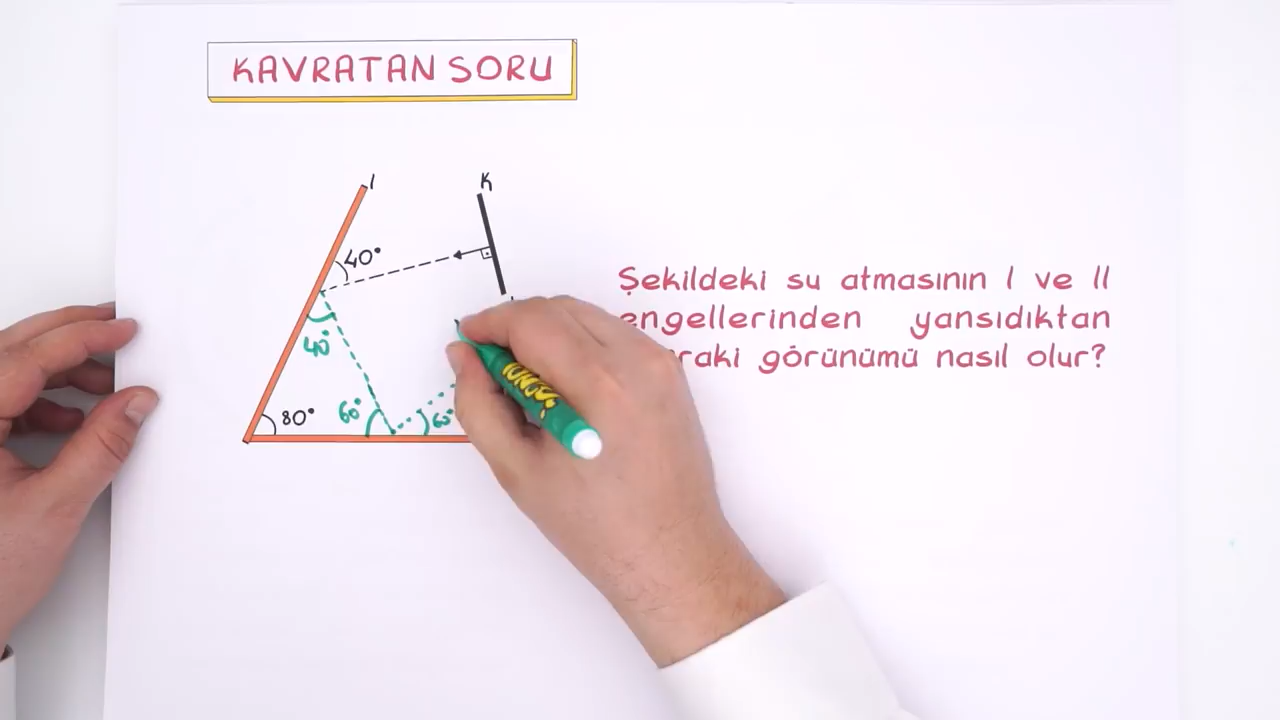 KAVRATAN SORU
I
K
40°
Şekildeki su atmasının I ve II
engellerinden yansıdıktan
görünümü nasıl olur?
40°
80°
60°
60°